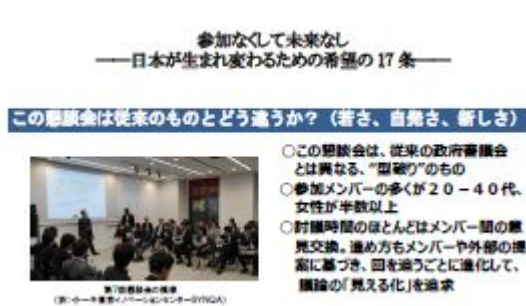 参加なくして未来なし
――日本が生まれ変わるための希望の17条――
この懇談会は従来のものとどう違うか？（若さ、自発さ、新しさ）
○この懇談会は、従来の政府審議会
とは異なる、“型破り”のもの
○参加メンバーの多くが２０－４０代、
女性が半数以上
○討議時間のほとんどはメンバー間の意
見交換。進め方もメンバーや外部の提
案に基づき、回を追うごとに進化して、
議論の「見える化」を追求
第7回懇談会の模様